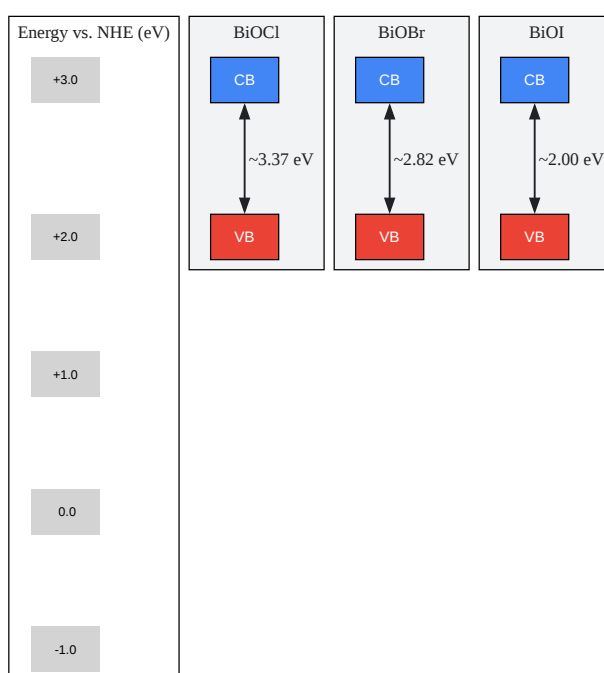 Energy vs. NHE (eV)
+3.0
+2.0
+1.0
0.0
-1.0
BiOCl
CB
~3.37 eV
VB
BiOBr
CB
~2.82 eV
VB
BiOI
CB
~2.00 eV
VB